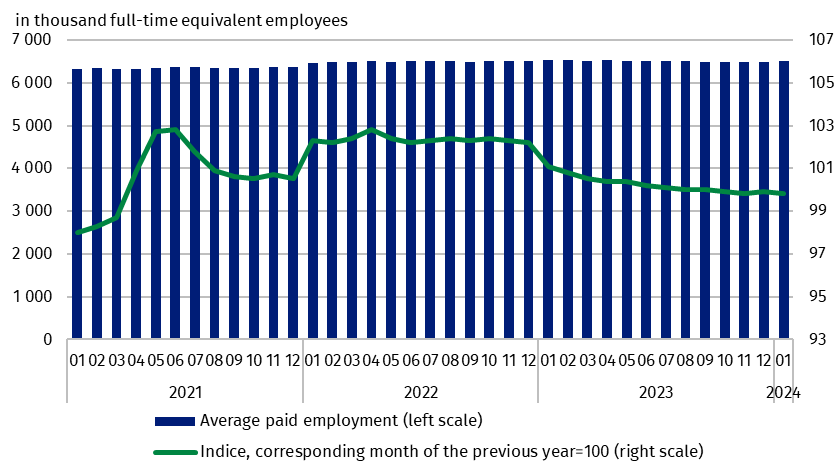 in thousand full-time equivalent employees
7 000 107
6 000 105
5 000 103
4 000 101
3 000 99
2 000 97
1 000 95
0 93
01 02 03 04 05 06 07 08 09 10 11 12 01 02 03 04 05 06 07 08 09 10 11 12 01 02 03 04 05 06 07 08 09 10 11 12 01
2021 2022 2023 2024
Average paid employment (left scale)
Indice, corresponding month of the previous year=100 (right scale)